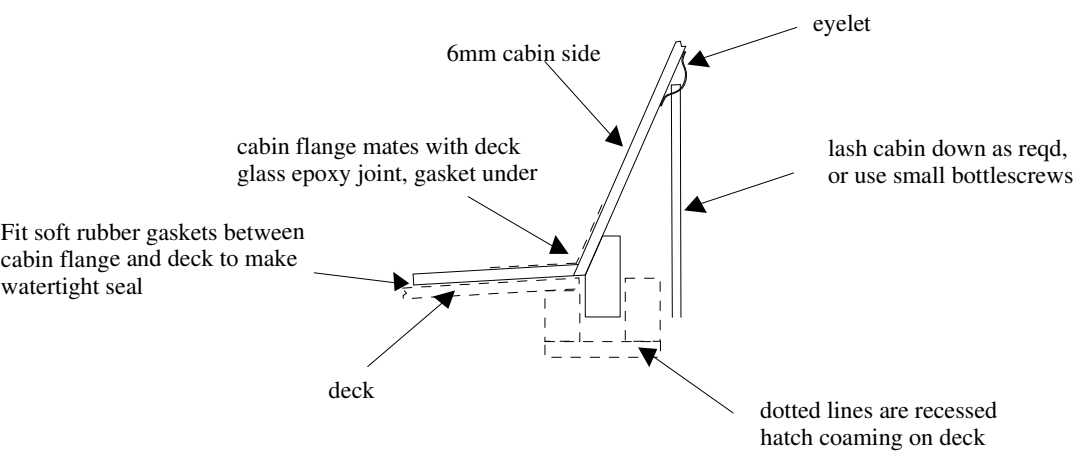 eyelet
6mm cabin side
cabin flange mates with deck
glass epoxy joint, gasket under
lash cabin down as reqd,
or use small bottlescrews
Fit soft rubber gaskets between
cabin flange and deck to make
watertight seal
deck
dotted lines are recessed
hatch coaming on deck